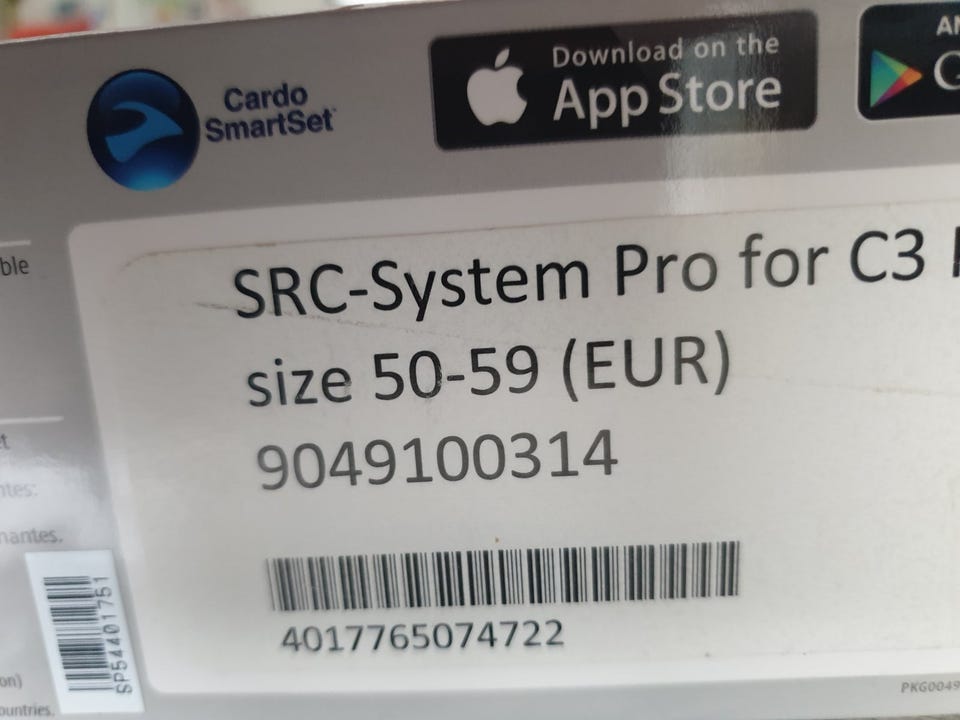 Cardo
SmartSet
Download on the
App Store
SRC-System Pro for C3
size 50-59 (EUR)
9049100314
4017765074722
SP54401751
PKG0049